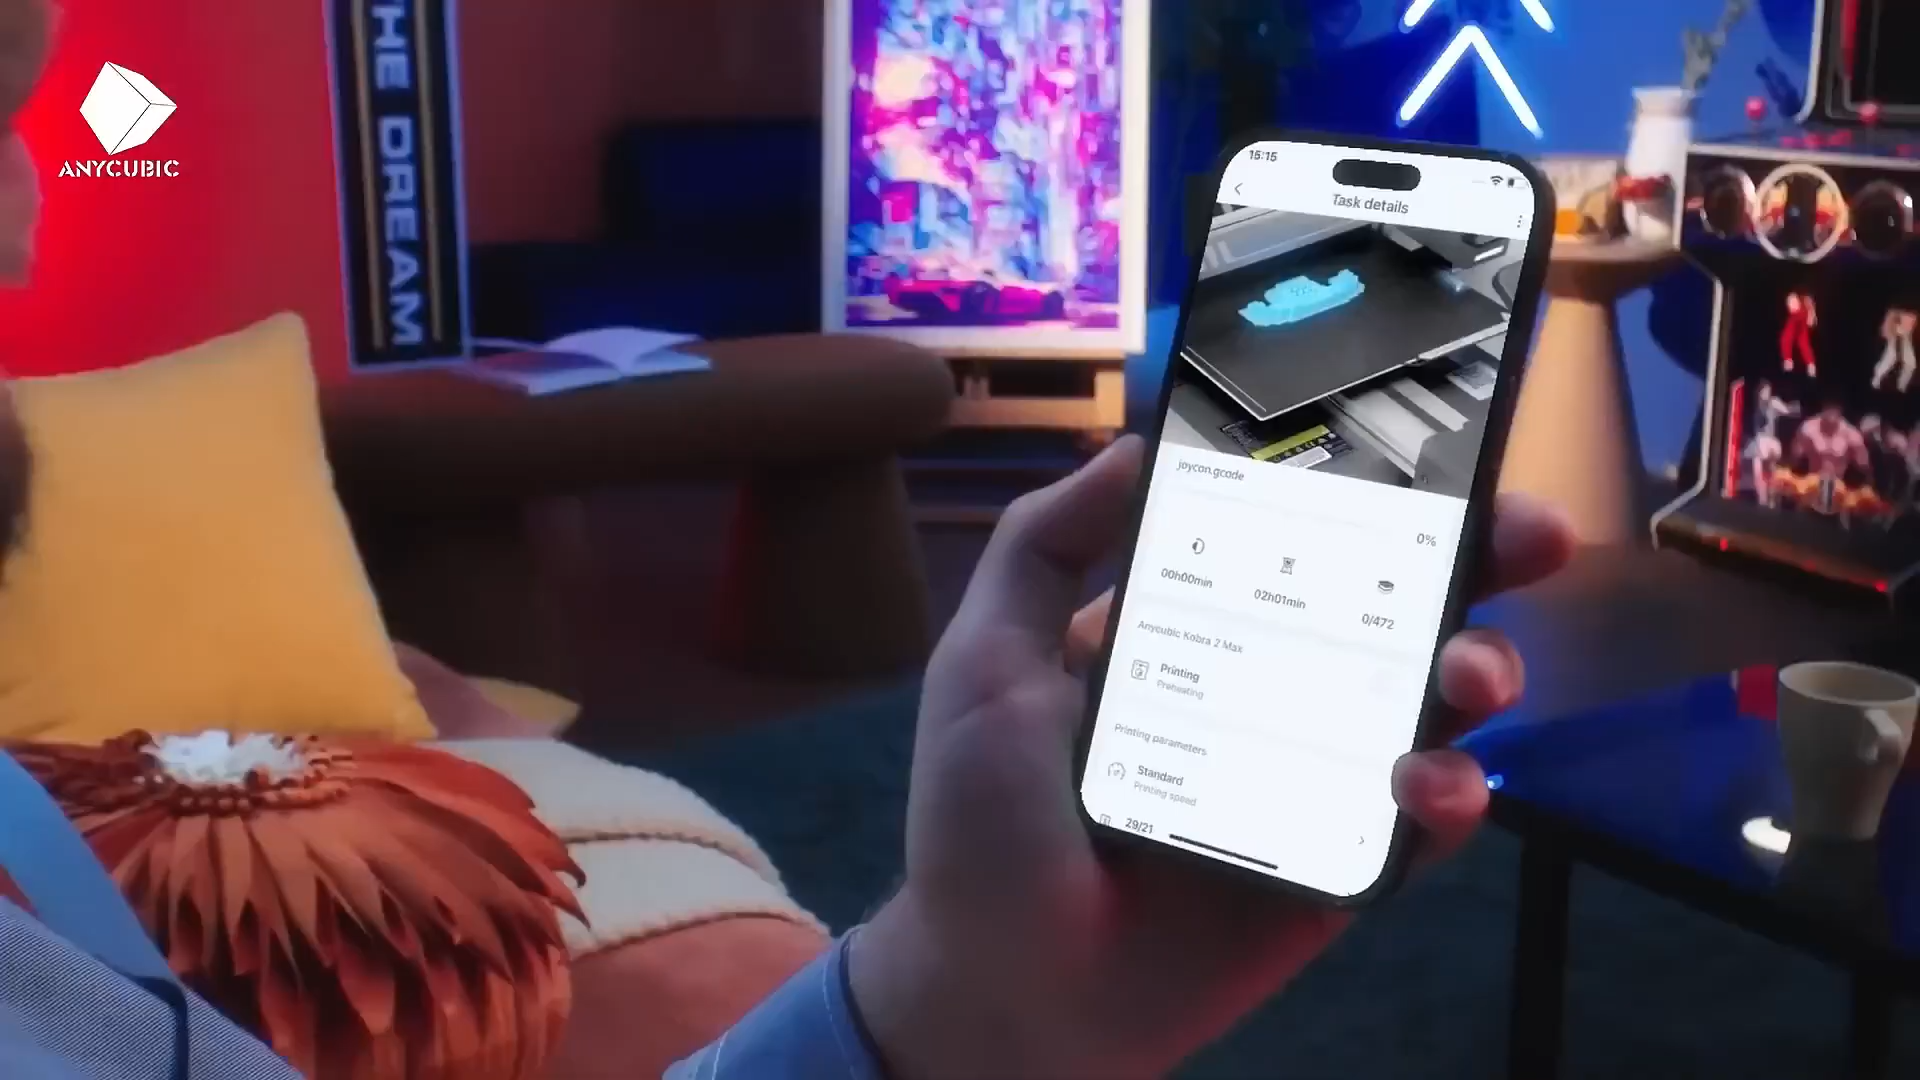 THE DREAM
ANYCUBIC
15:15
Task details
joycon.gcode
0%
00h00min
02h01min
0/472
Anycubic Kobra 2 Max
Printing
Preheating
Printing parameters
Standard
Printing speed
29/21